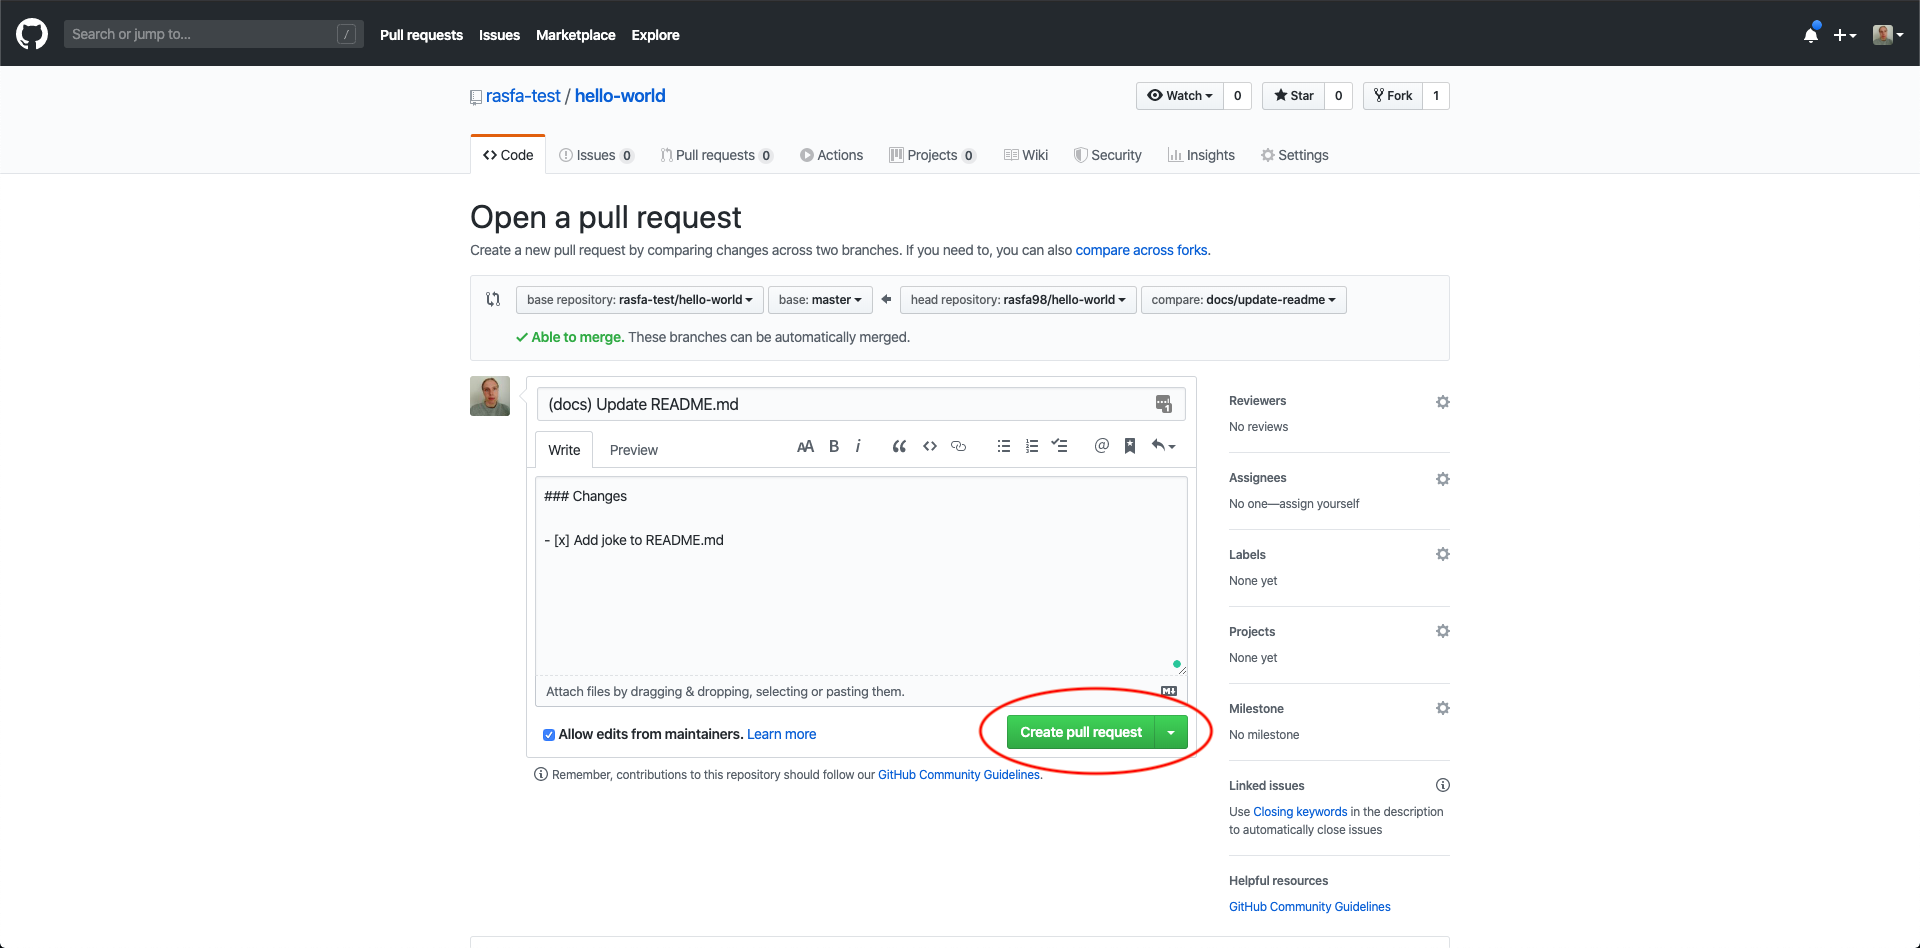 Search or jump to... /
Pull requests Issues Marketplace Explore
rasfa-test / hello-world
Watch 0 Star 0 Fork 1
Code Issues 0 Pull requests 0 Actions Projects 0 Wiki Security Insights Settings
Open a pull request
Create a new pull request by comparing changes across two branches. If you need to, you can also compare across forks.
base repository: rasfa-test/hello-world base: master head repository: rasfa98/hello-world compare: docs/update-readme
Able to merge. These branches can be automatically merged.
(docs) Update README.md
1
Write Preview AA B i @
### Changes
- [x] Add joke to README.md
Attach files by dragging & dropping, selecting or pasting them.
M
Allow edits from maintainers. Learn more
Create pull request
Remember, contributions to this repository should follow our GitHub Community Guidelines.
Reviewers
No reviews
Assignees
No one—assign yourself
Labels
None yet
Projects
None yet
Milestone
No milestone
Linked issues
Use Closing keywords in the description
to automatically close issues
Helpful resources
GitHub Community Guidelines